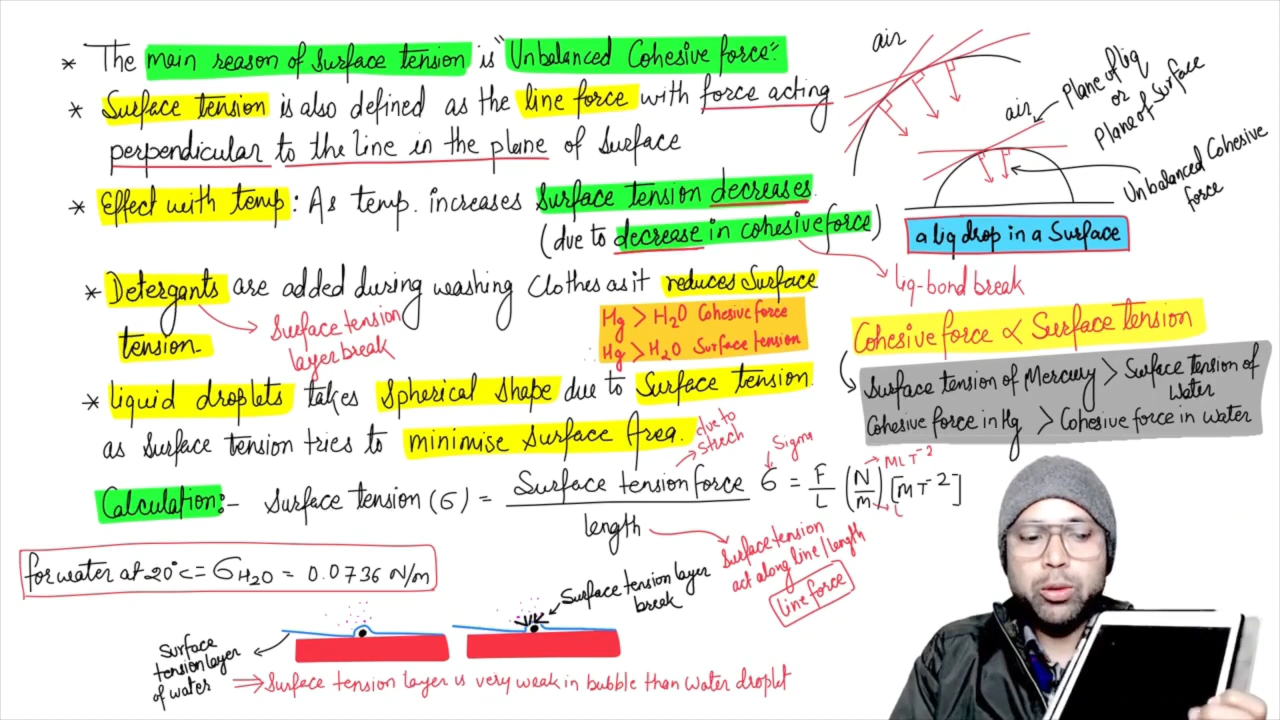 * The main reason of Surface tension is "Unbalanced Cohesive force."
* Surface tension is also defined as the line force with force acting
perpendicular to the line in the plane of Surface
* Effect with temp: As temp. increases Surface tension decreases.
(due to decrease in cohesive force)
liq-bond break
* Detergants are added during washing Clothes as it reduces Surface
tension.
Surface tension
layer break
Hg > H2O Cohesive force
Hg > H2O Surface tension
* liquid droplets takes Spherical shape due to Surface tension.
as Surface tension tries to minimise Surface Area.
due to
strech
Calculation:- Surface tension (σ) = Surface tension force
length
Sigma
σ = F/L (N/m) [MT-2]
MLT-2
L
Surface tension
act along line/length
line force
for water at 20°c = σH2O = 0.0736 N/m
Surface tension layer
break
Surface
tension layer
of water
⇒ Surface tension layer is very weak in bubble than water droplet
air
air
Plane of liq
or
Plane of Surface
Unbalanced Cohesive
force
a liq drop in a Surface
Cohesive force ∝ Surface tension
Surface tension of Mercury > Surface tension of
Water
Cohesive force in Hg > Cohesive force in water